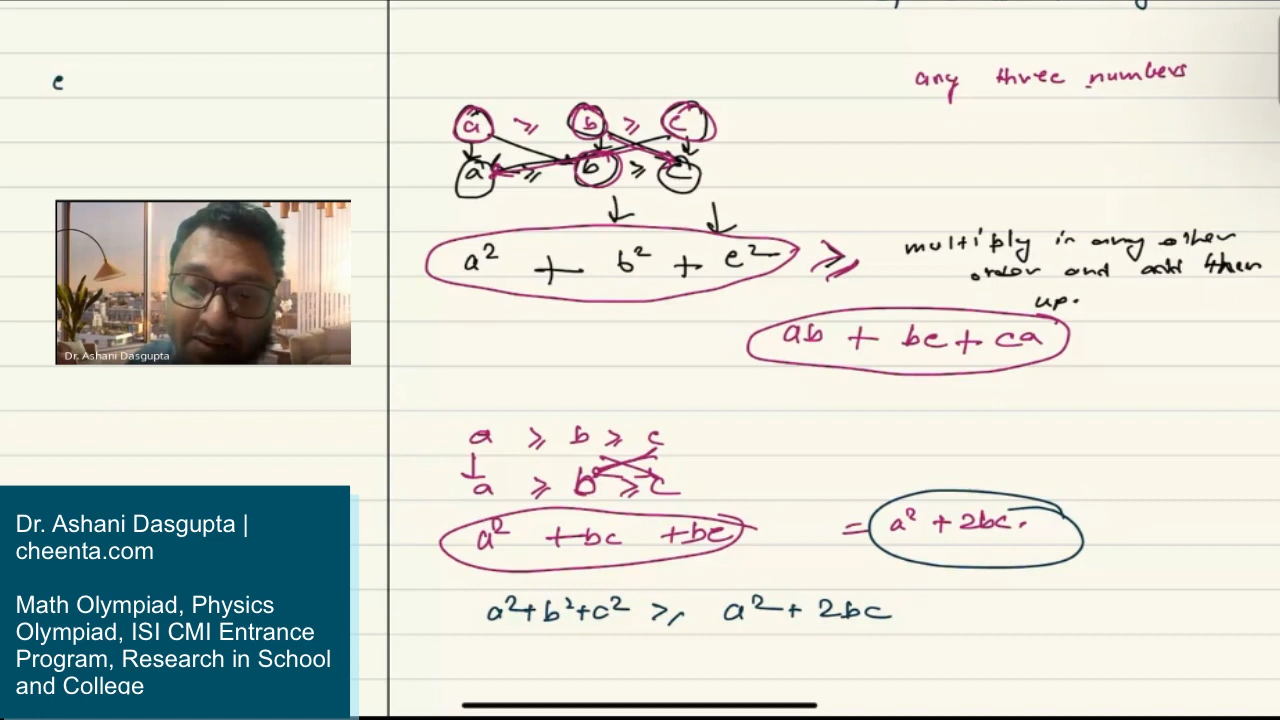 e
any three numbers
a ≥ b ≥ c
a ≥ b ≥ c
a² + b² + c² ≥
multiply in any other
order and add them
up.
ab + bc + ca
Dr. Ashani Dasgupta
a ≥ b ≥ c
a ≥ b ≥ c
a² + bc + bc = a² + 2bc.
a² + b² + c² ≥ a² + 2bc
Dr. Ashani Dasgupta |
cheenta.com
Math Olympiad, Physics
Olympiad, ISI CMI Entrance
Program, Research in School
and College